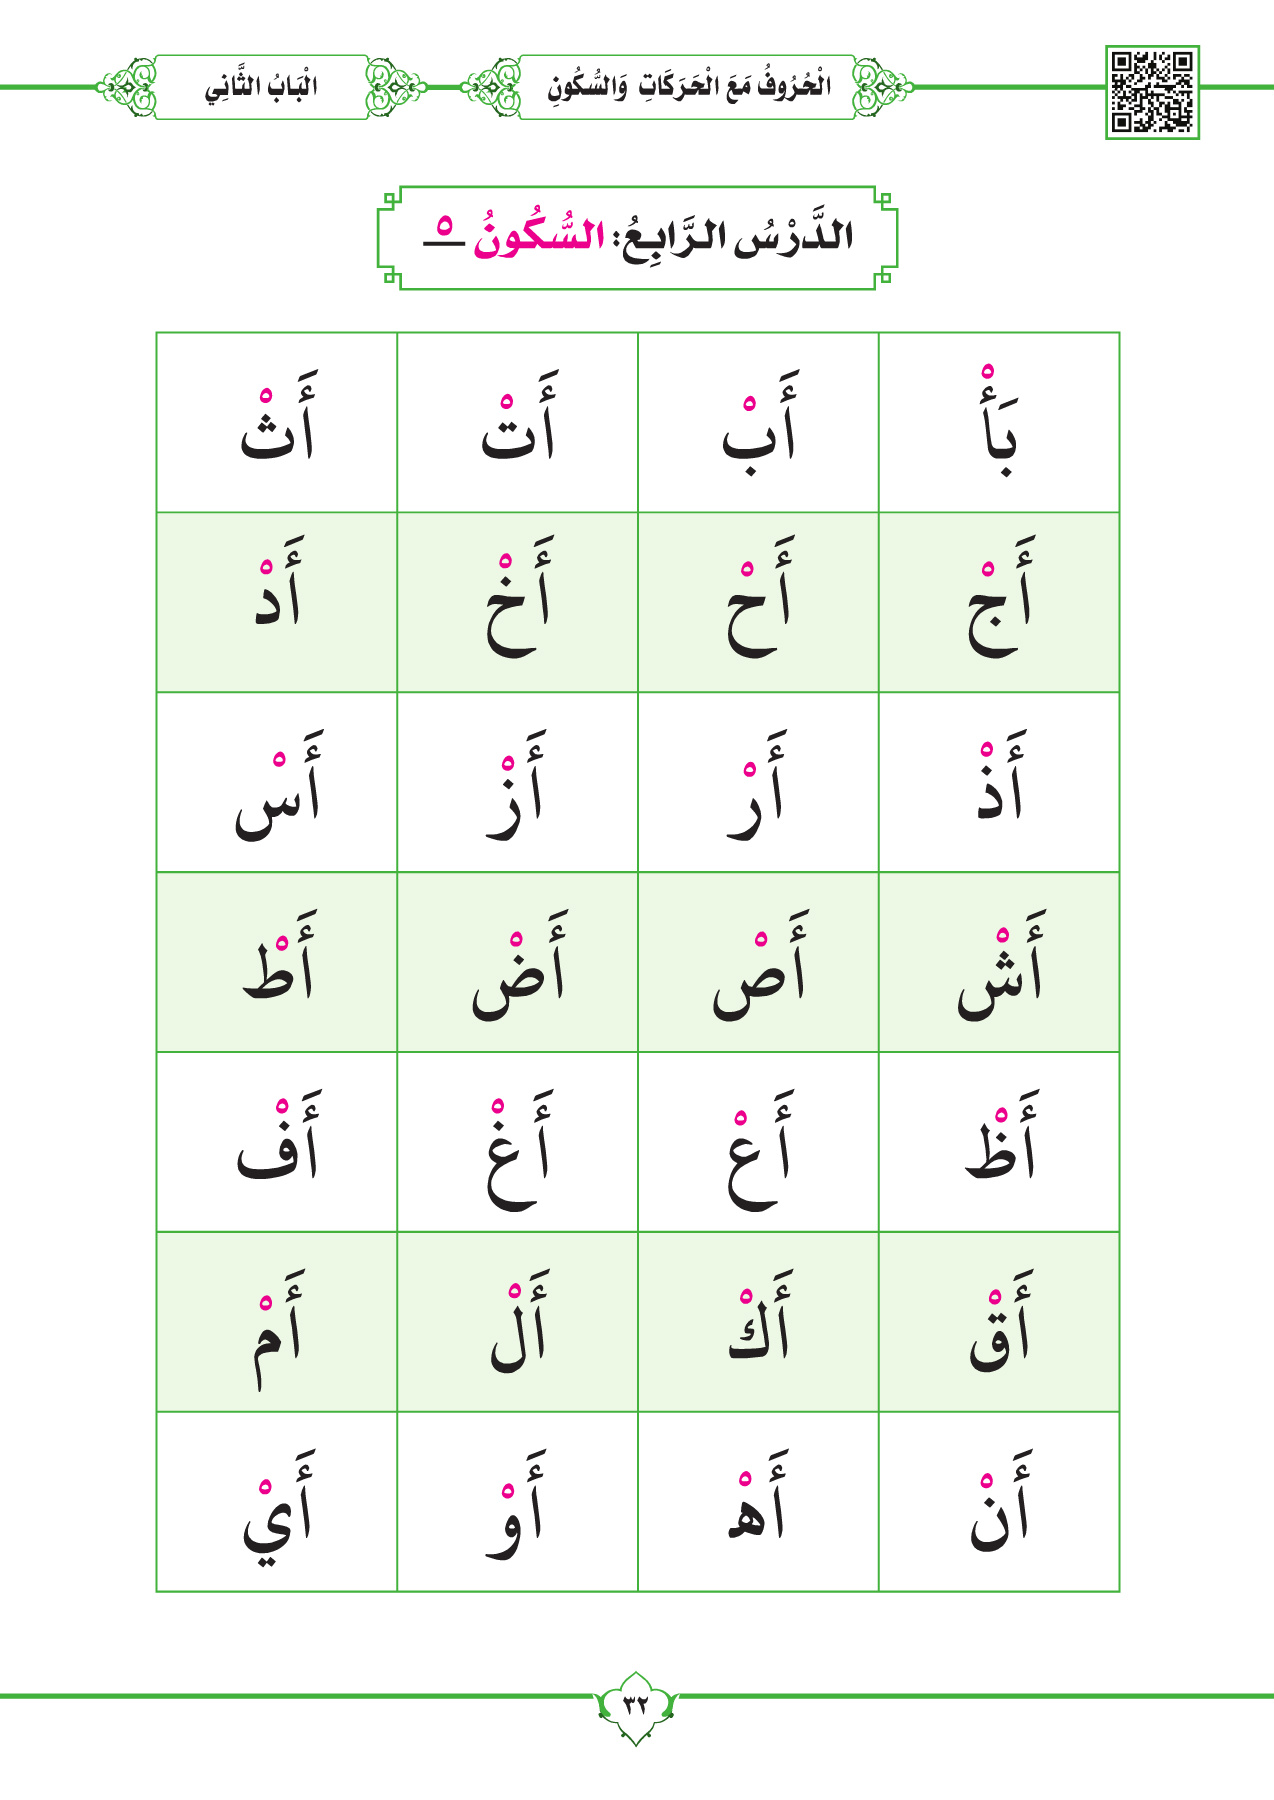 الْحُرُوفُ مَعَ الْحَرَكَاتِ وَالسُّكُونِ
الْبَابُ الثَّانِي
الدَّرْسُ الرَّابِعُ: السُّكُونُ ـْ
بَأْ أَبْ أَتْ أَثْ
أَجْ أَحْ أَخْ أَدْ
أَذْ أَرْ أَزْ أَسْ
أَشْ أَصْ أَضْ أَطْ
أَظْ أَعْ أَغْ أَفْ
أَقْ أَكْ أَلْ أَمْ
أَنْ أَهْ أَوْ أَيْ
٣٢